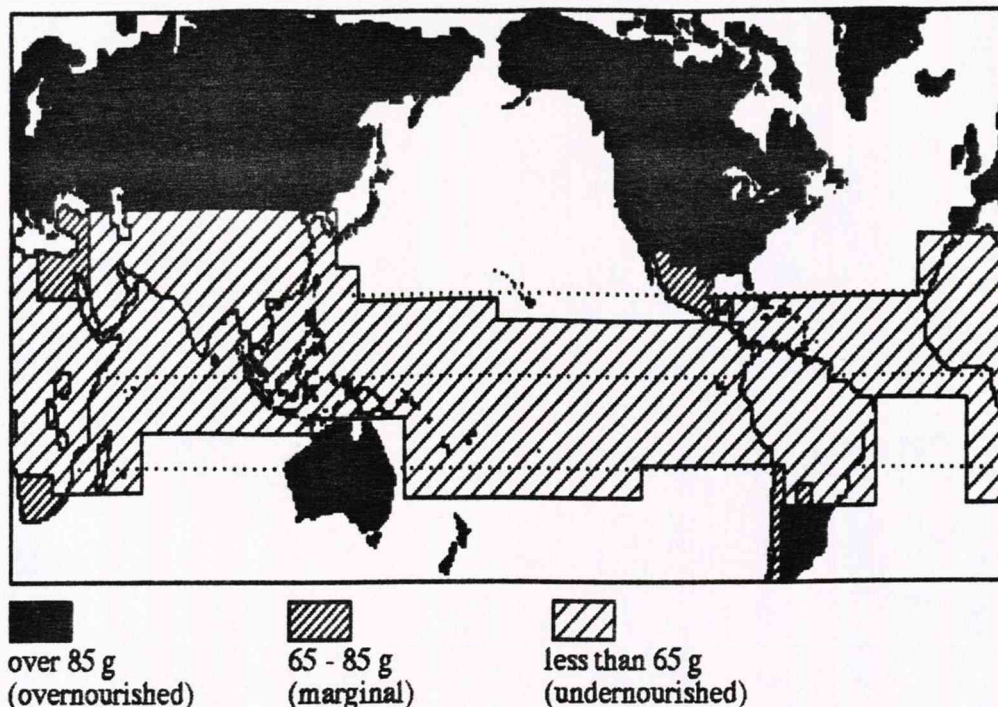 over 85 g
(overnourished)
65 - 85 g
(marginal)
less than 65 g
(undernourished)